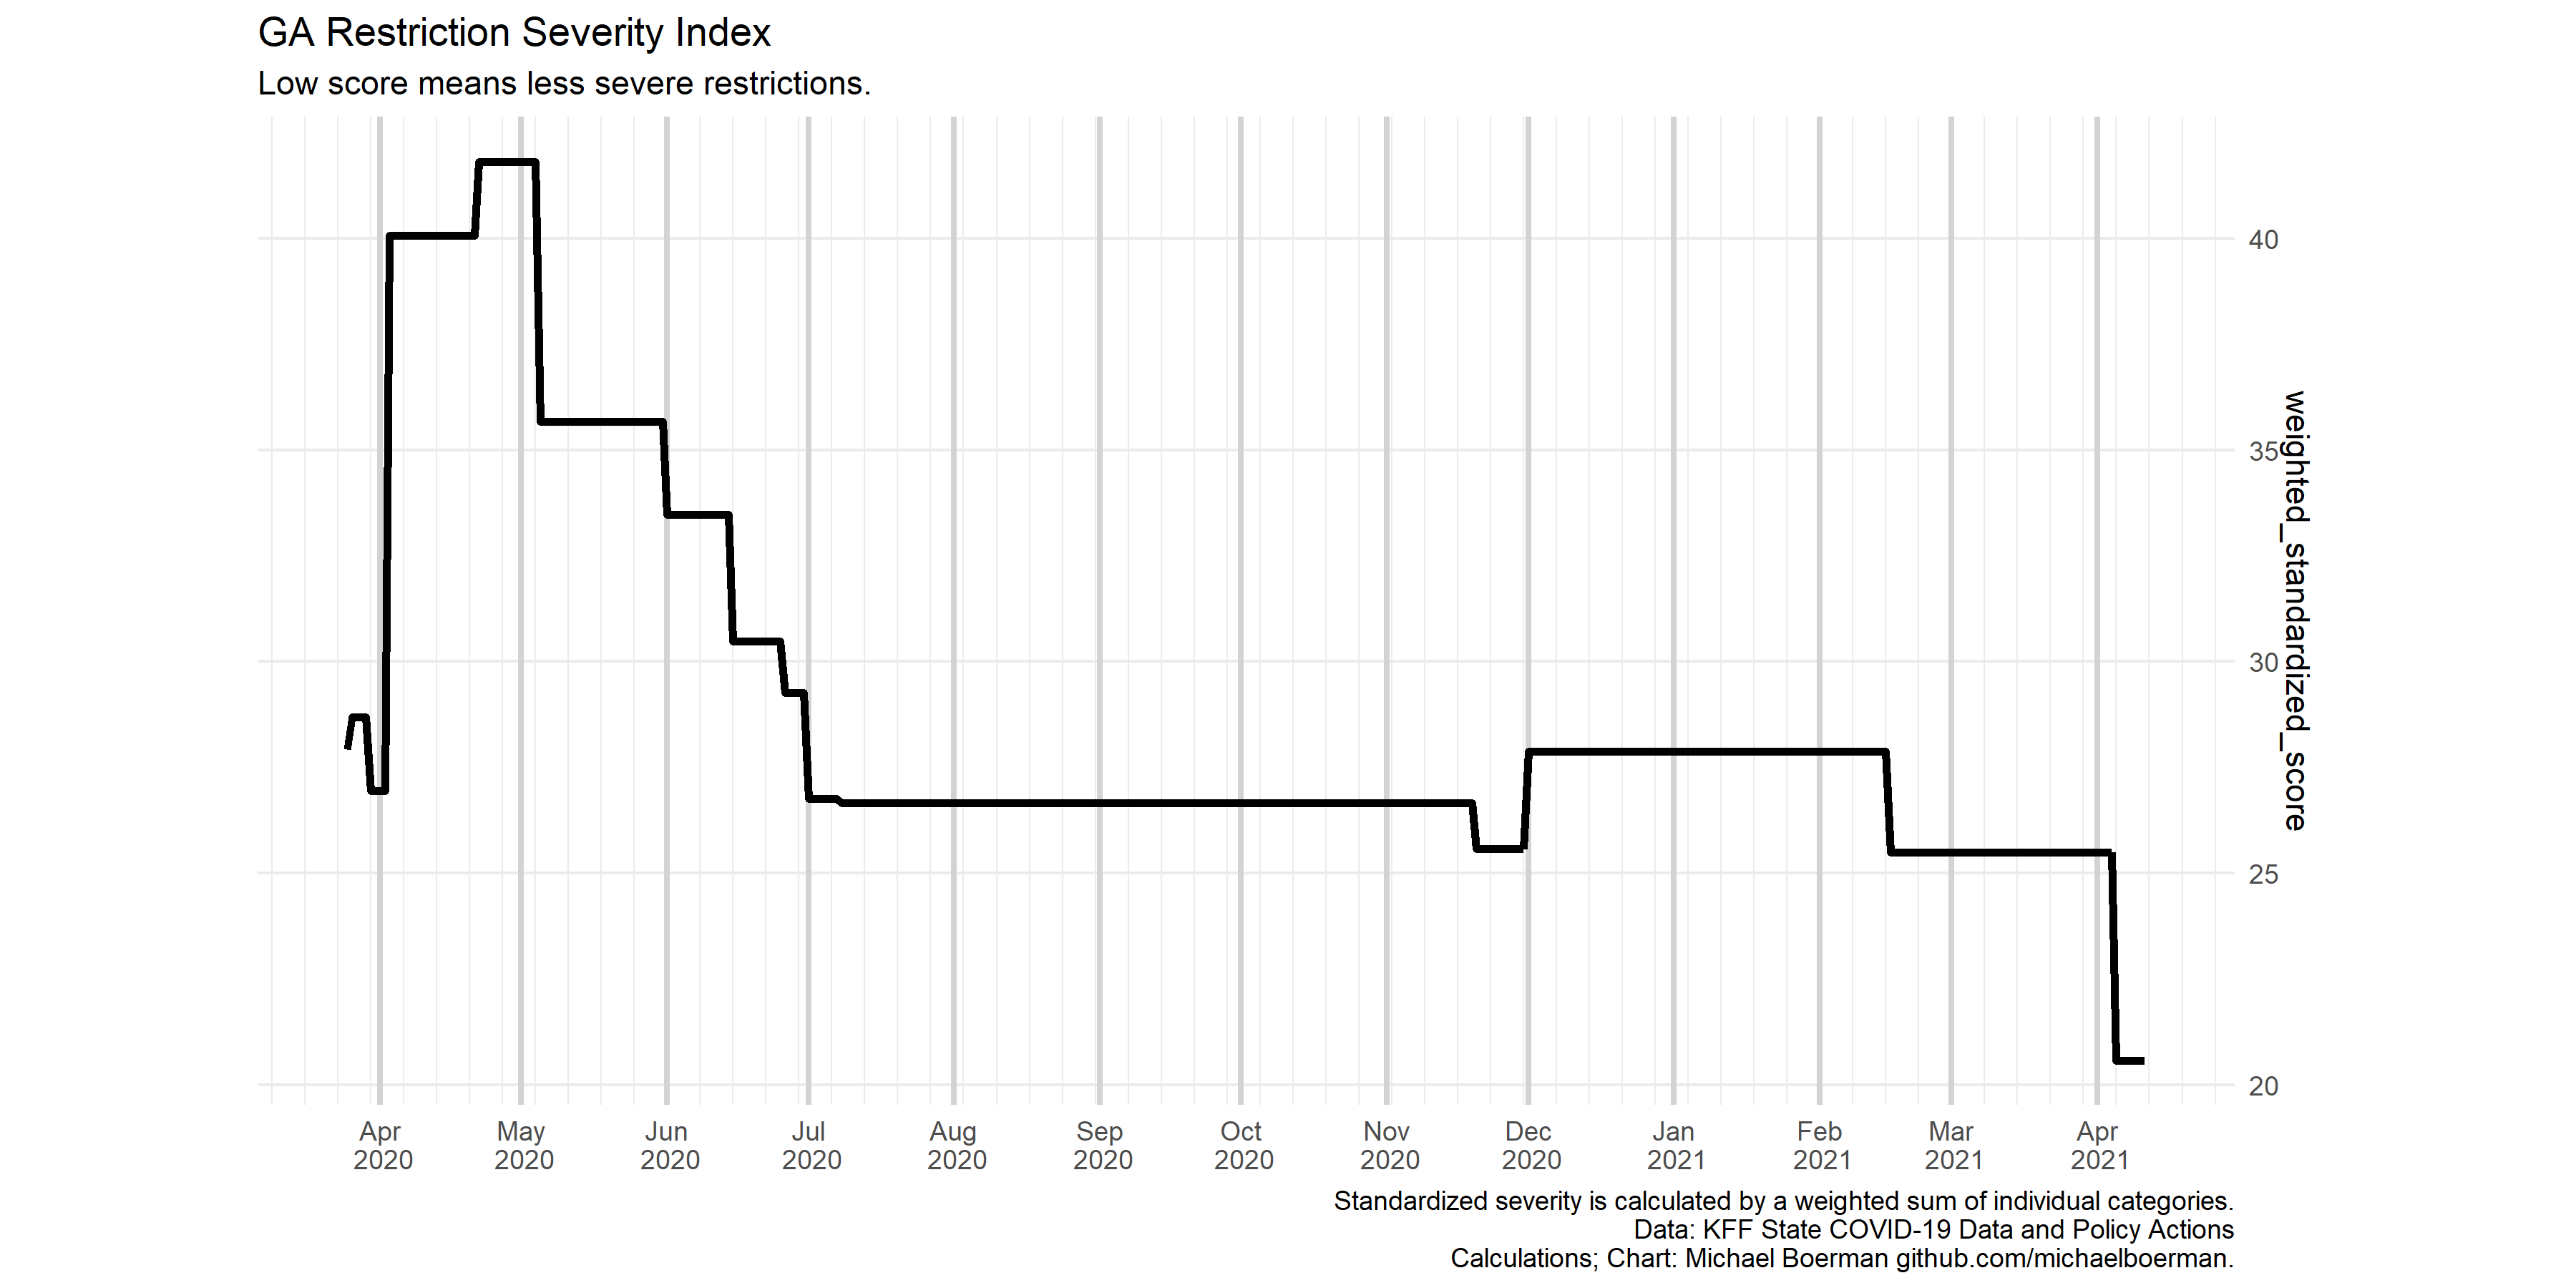 GA Restriction Severity Index
Low score means less severe restrictions.
40
35
30
25
20
weighted_standardized_score
Apr May Jun Jul Aug Sep Oct Nov Dec Jan Feb Mar Apr
2020 2020 2020 2020 2020 2020 2020 2020 2020 2021 2021 2021 2021
Standardized severity is calculated by a weighted sum of individual categories.
Data: KFF State COVID-19 Data and Policy Actions
Calculations; Chart: Michael Boerman github.com/michaelboerman.